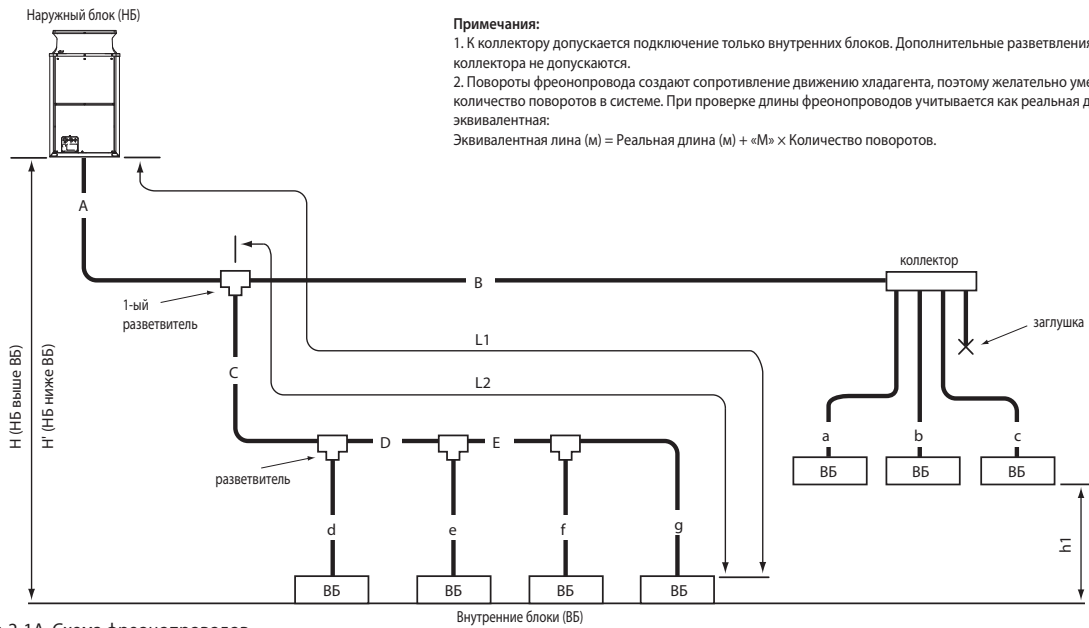 Наружный блок (НБ)
Примечания:
1. К коллектору допускается подключение только внутренних блоков. Дополнительные разветвления
коллектора не допускаются.
2. Повороты фреонопровода создают сопротивление движению хладагента, поэтому желательно
количество поворотов в системе. При проверке длины фреонопроводов учитывается как реальная
эквивалентная:
Эквивалентная лина (м) = Реальная длина (м) + «М» × Количество поворотов.
A
B
коллектор
1-ый
разветвитель
заглушка
L1
C
L2
H (НБ выше ВБ)
H' (НБ ниже ВБ)
D
E
a
b
c
разветвитель
ВБ
ВБ
ВБ
d
e
f
g
h1
ВБ
ВБ
ВБ
ВБ
Внутренние блоки (ВБ)
2-1А. Схема фреонопроводов